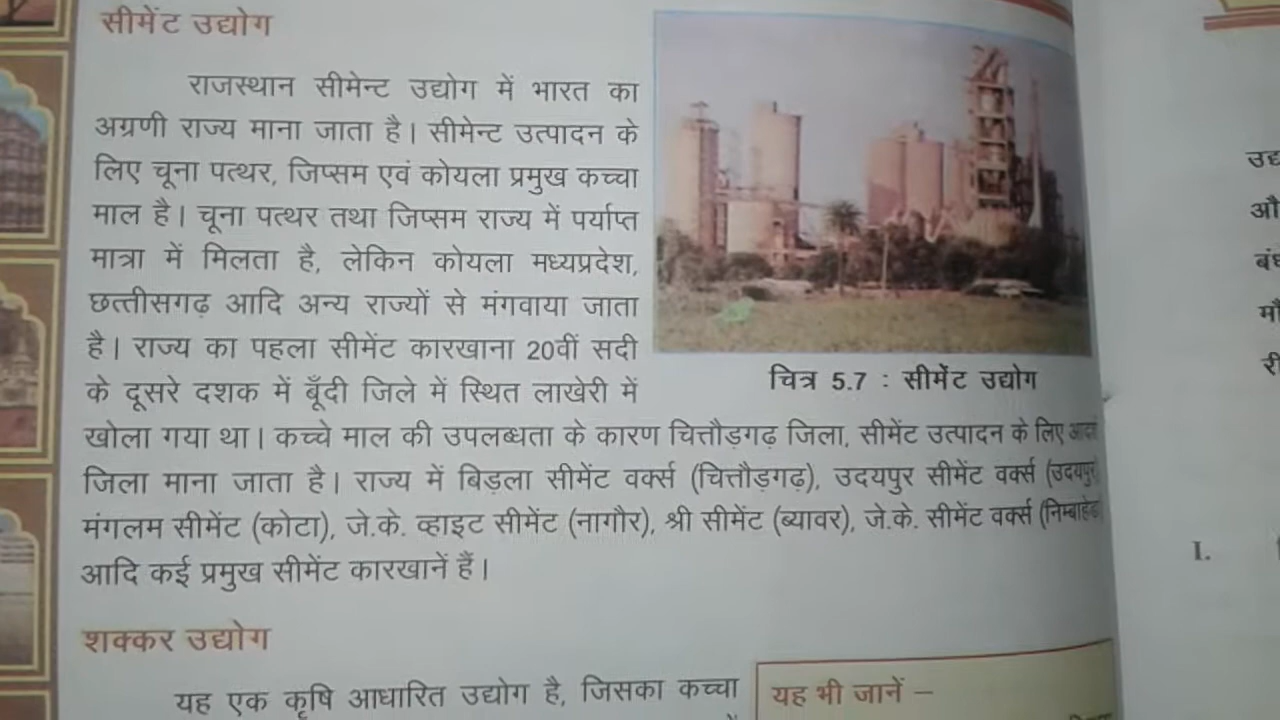 सीमेंट उद्योग
राजस्थान सीमेन्ट उद्योग में भारत का
अग्रणी राज्य माना जाता है। सीमेन्ट उत्पादन के
लिए चूना पत्थर, जिप्सम एवं कोयला प्रमुख कच्चा
माल है। चूना पत्थर तथा जिप्सम राज्य में पर्याप्त
मात्रा में मिलता है, लेकिन कोयला मध्यप्रदेश,
छत्तीसगढ़ आदि अन्य राज्यों से मंगवाया जाता
है। राज्य का पहला सीमेंट कारखाना 20वीं सदी
के दूसरे दशक में बूँदी जिले में स्थित लाखेरी में
चित्र 5.7 : सीमेंट उद्योग
खोला गया था। कच्चे माल की उपलब्धता के कारण चित्तौड़गढ़ जिला, सीमेंट उत्पादन के लिए
जिला माना जाता है। राज्य में बिड़ला सीमेंट वर्क्स (चित्तौड़गढ़), उदयपुर सीमेंट वर्क्स (उदयपुर)
मंगलम सीमेंट (कोटा), जे.के. व्हाइट सीमेंट (नागौर), श्री सीमेंट (ब्यावर), जे.के. सीमेंट वर्क्स
आदि कई प्रमुख सीमेंट कारखानें हैं।
शक्कर उद्योग
यह एक कृषि आधारित उद्योग है, जिसका कच्चा
यह भी जानें –
I.